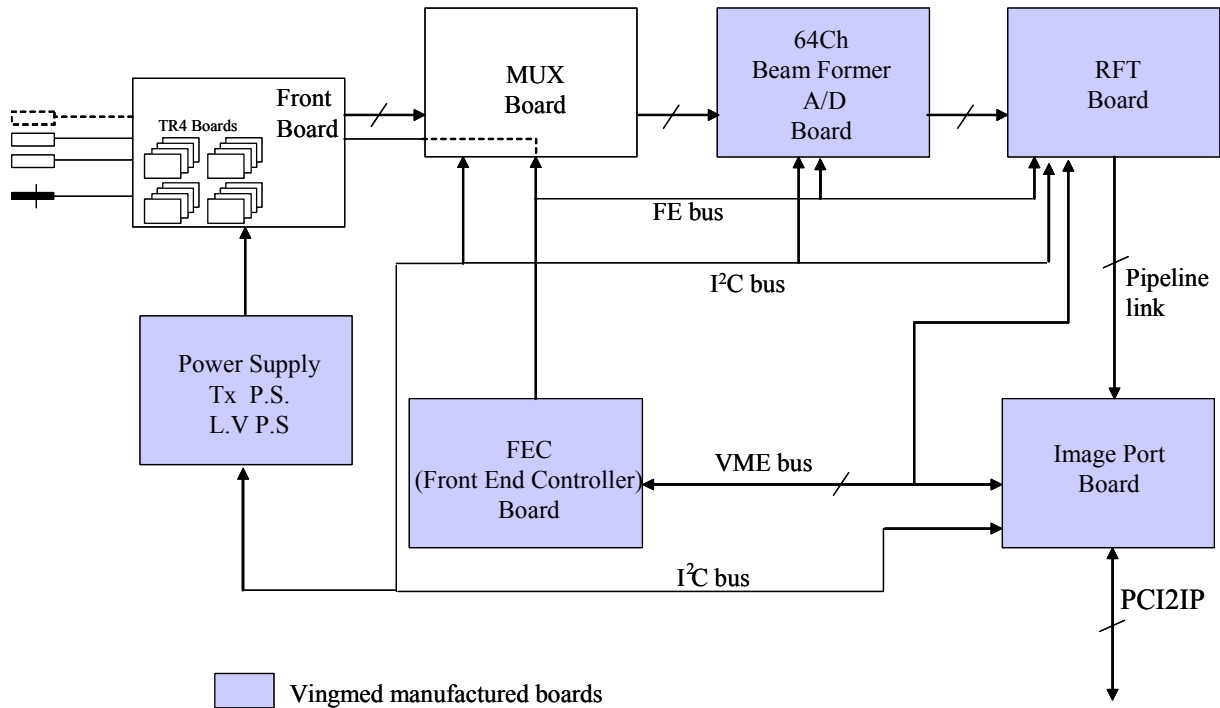 64Ch
Beam Former
A/D
Board
RFT
Board
MUX
Board
Front
Board
TR4 Boards
FE bus
I²C bus
Pipeline
link
Power Supply
Tx P.S.
L.V P.S
FEC
(Front End Controller)
Board
VME bus
Image Port
Board
I²C bus
PCI2IP
Vingmed manufactured boards